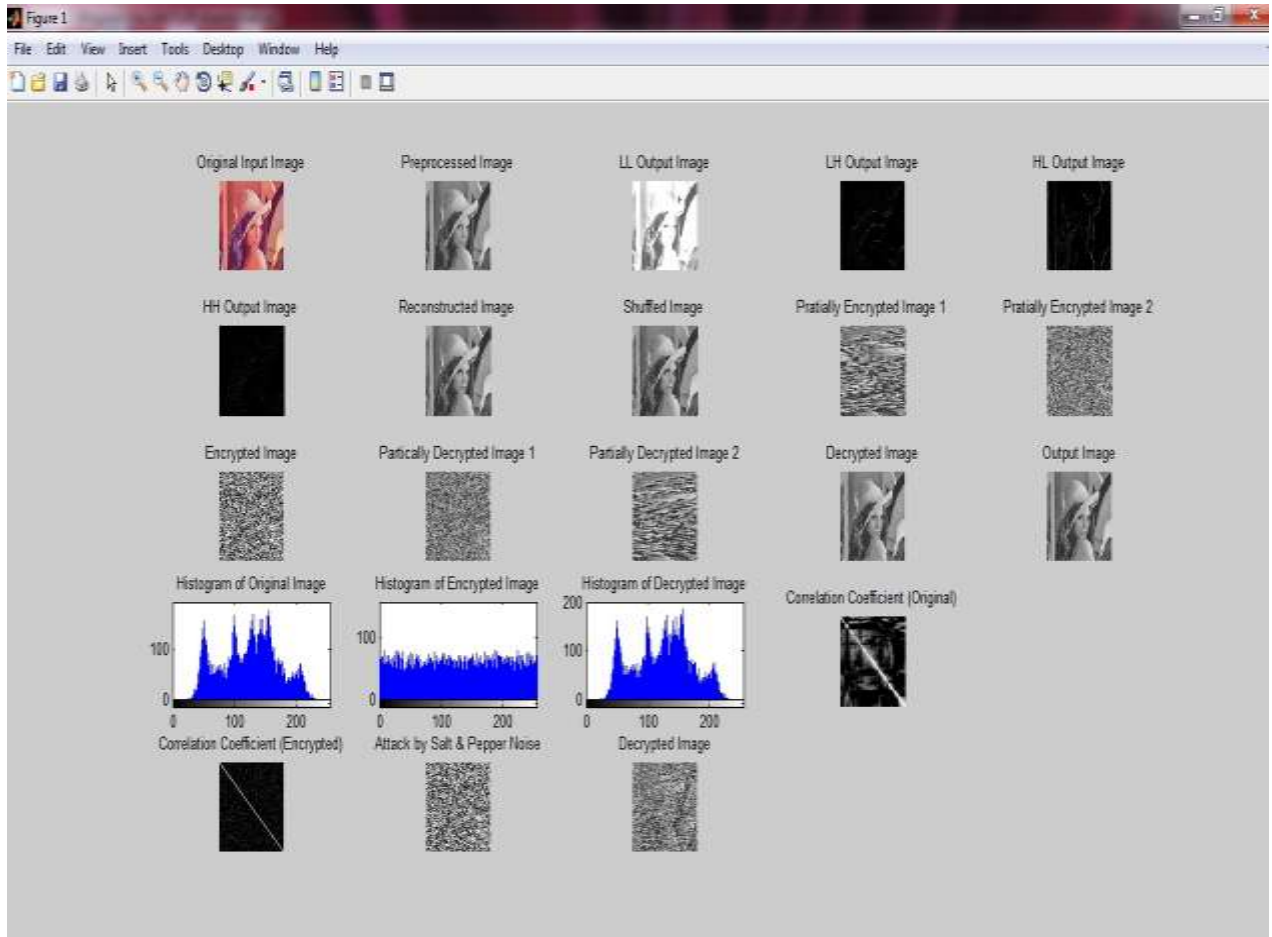 Figure 1
File Edit View Insert Tools Desktop Window Help
Original Input Image Preprocessed Image LL Output Image LH Output Image HL Output Image
HH Output Image Reconstructed Image Shuffled Image Pratially Encrypted Image 1 Pratially Encrypted Image 2
Encrypted Image Partically Decrypted Image 1 Partially Decrypted Image 2 Decrypted Image Output Image
Histogram of Original Image Histogram of Encrypted Image Histogram of Decrypted Image Correlation Coefficient (Original)
200
100 100 100
0 0 0
0 100 200 0 100 200 0 100 200
Correlation Coefficient (Encrypted) Attack by Salt & Pepper Noise Decrypted Image